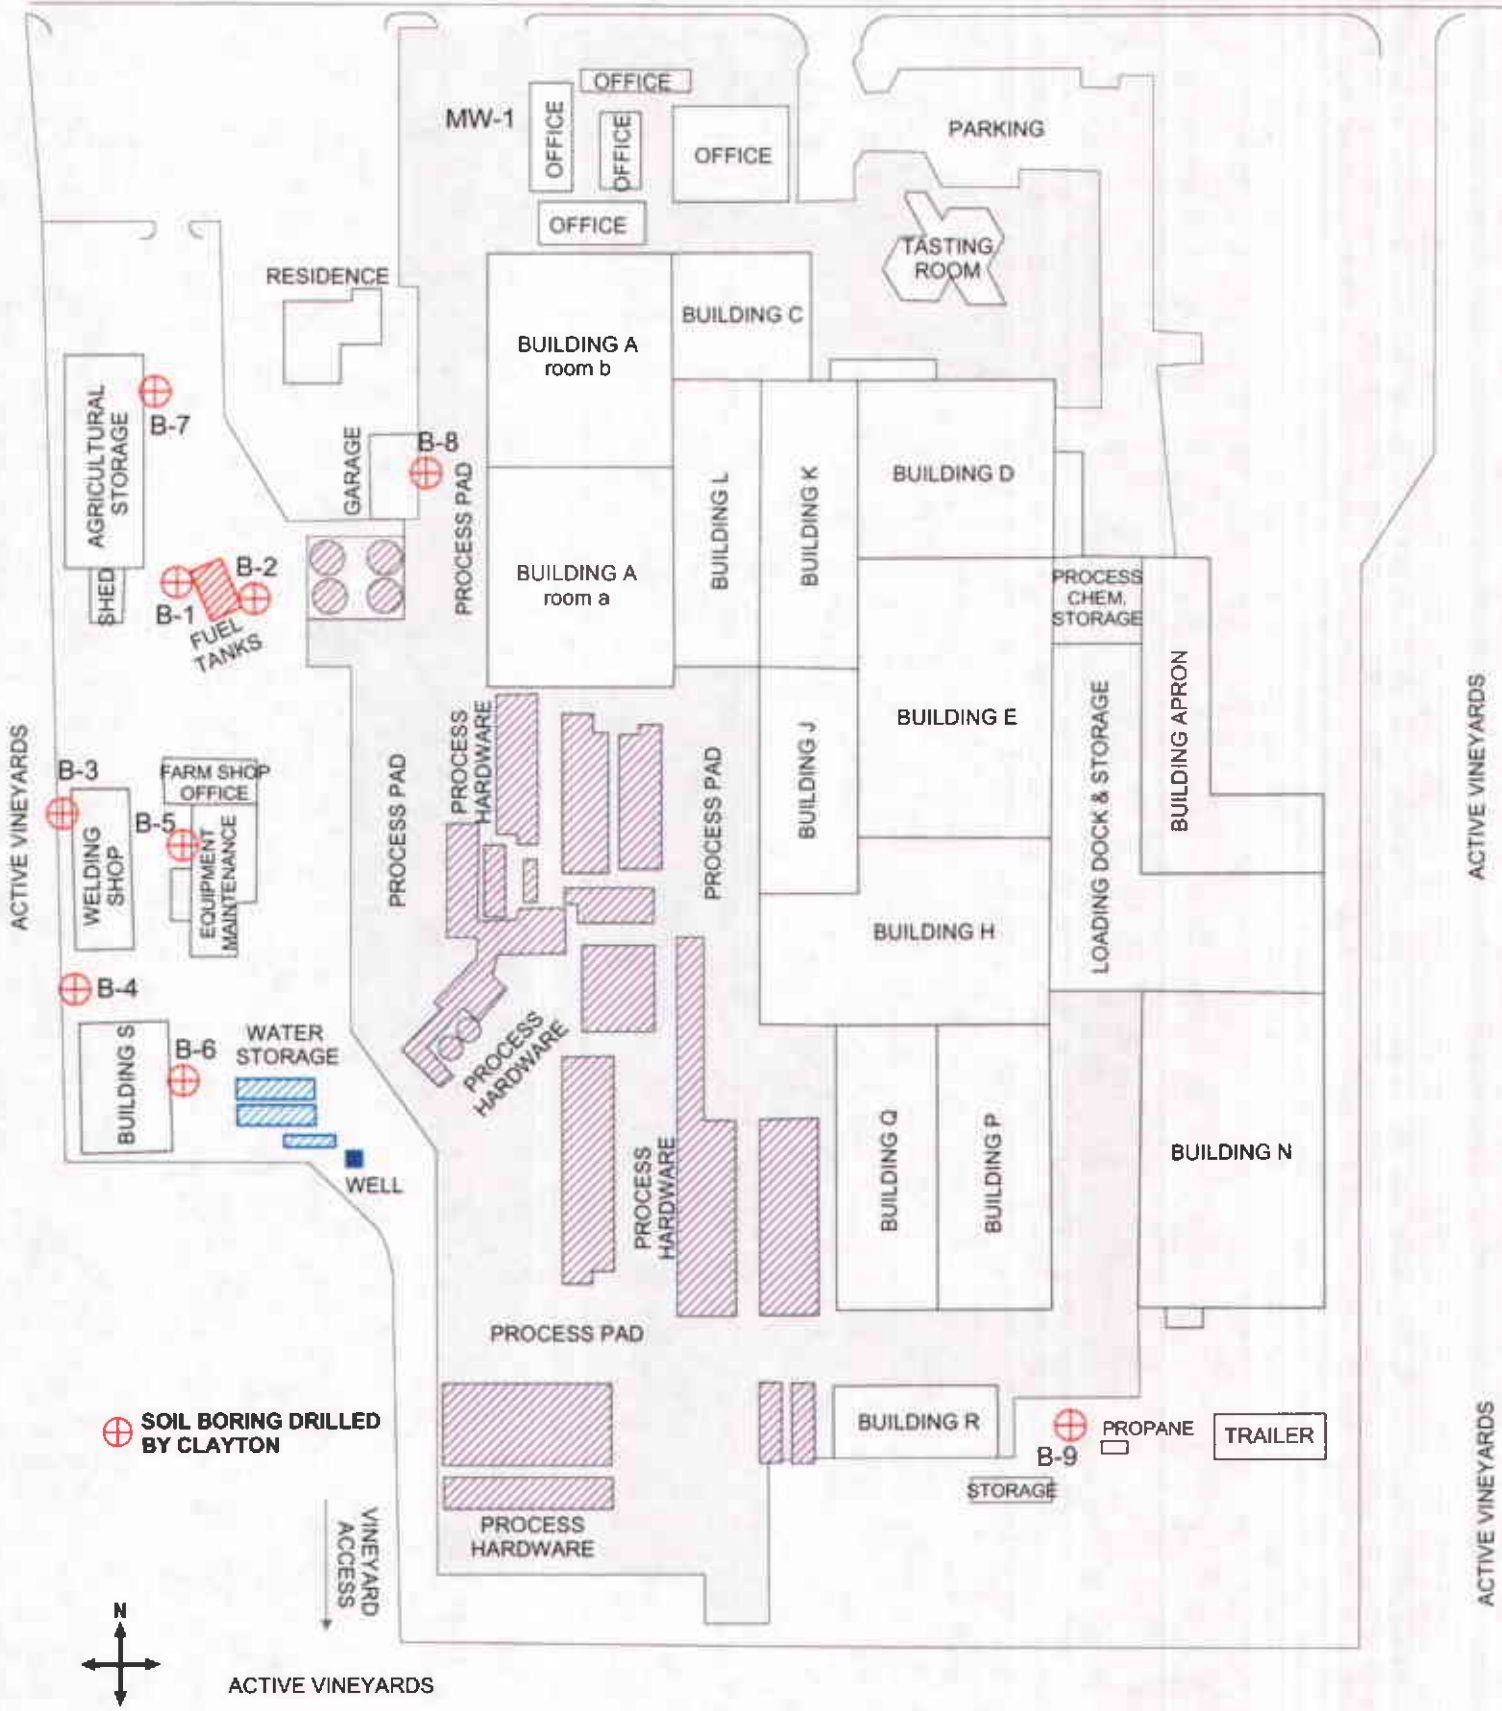 OFFICE
MW-1
OFFICE
OFFICE
OFFICE
PARKING
OFFICE
TASTING
ROOM
RESIDENCE
BUILDING C
BUILDING A
room b
B-7
AGRICULTURAL
STORAGE
GARAGE
B-8
PROCESS PAD
BUILDING L
BUILDING K
BUILDING D
BUILDING A
room a
SHED
B-1
B-2
FUEL
TANKS
PROCESS
CHEM.
STORAGE
ACTIVE VINEYARDS
B-3
WELDING
SHOP
FARM SHOP
OFFICE
B-5
EQUIPMENT
MAINTENANCE
PROCESS PAD
PROCESS
HARDWARE
PROCESS PAD
BUILDING J
BUILDING E
LOADING DOCK & STORAGE
BUILDING APRON
ACTIVE VINEYARDS
BUILDING H
B-4
BUILDING S
B-6
WATER
STORAGE
WELL
PROCESS
HARDWARE
PROCESS
HARDWARE
BUILDING Q
BUILDING P
BUILDING N
PROCESS PAD
SOIL BORING DRILLED
BY CLAYTON
BUILDING R
B-9
PROPANE
TRAILER
STORAGE
ACTIVE VINEYARDS
PROCESS
HARDWARE
VINEYARD
ACCESS
N
ACTIVE VINEYARDS